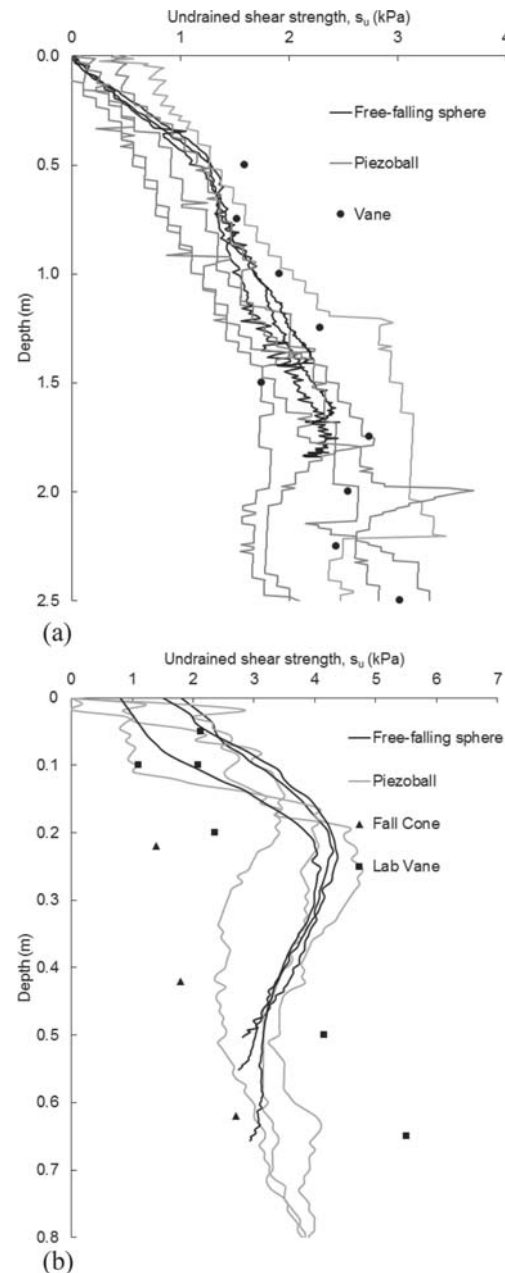 Undrained shear strength, su (kPa)
0 1 2 3 4
0.0
Free-falling sphere
0.5
Piezoball
Vane
1.0
Depth (m)
1.5
2.0
2.5
(a)
Undrained shear strength, su (kPa)
0 1 2 3 4 5 6 7
0
Free-falling sphere
Piezoball
0.1
Fall Cone
0.2
Lab Vane
0.3
Depth (m)
0.4
0.5
0.6
0.7
0.8
(b)